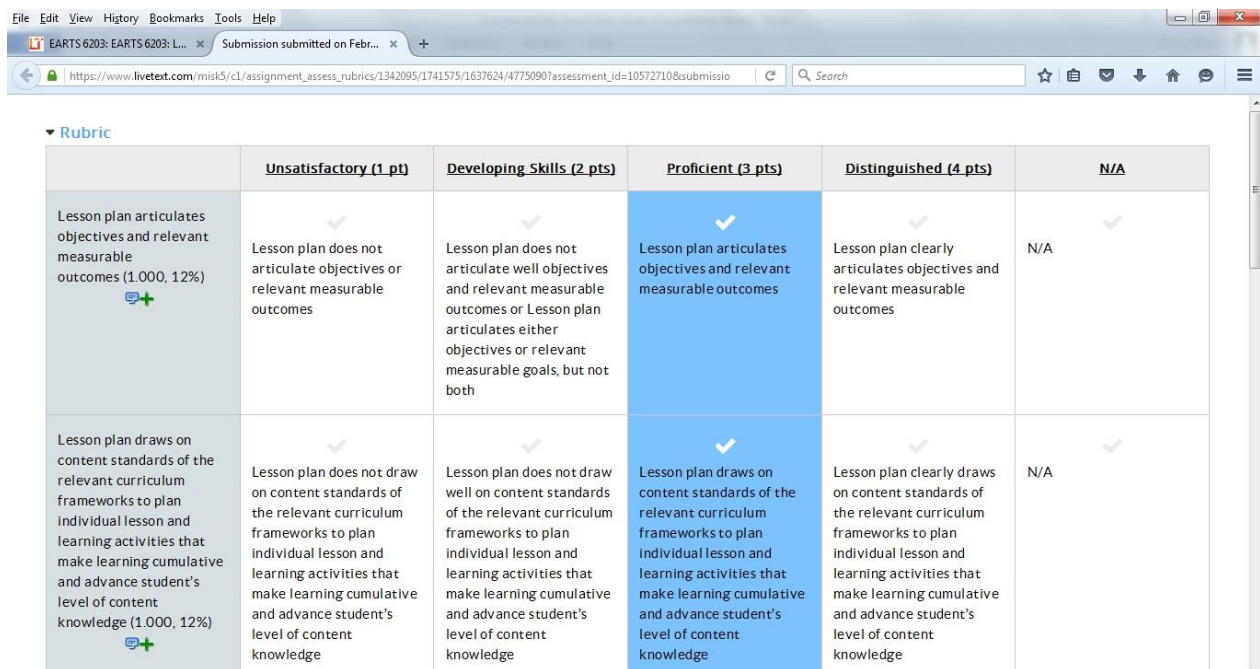 File Edit View History Bookmarks Tools Help
EARTS 6203: EARTS 6203: L... × Submission submitted on Febr... × +
https://www.livetext.com/misk5/c1/assignment_assess_rubrics/1342095/1741575/1637624/4775090?assessment_id=10572710&submissio Search
Rubric
Unsatisfactory (1 pt) Developing Skills (2 pts) Proficient (3 pts) Distinguished (4 pts) N/A
Lesson plan articulates
objectives and relevant
measurable
outcomes (1.000, 12%)
Lesson plan does not
articulate objectives or
relevant measurable
outcomes
Lesson plan does not
articulate well objectives
and relevant measurable
outcomes or Lesson plan
articulates either
objectives or relevant
measurable goals, but not
both
Lesson plan articulates
objectives and relevant
measurable outcomes
Lesson plan clearly
articulates objectives and
relevant measurable
outcomes
N/A
Lesson plan draws on
content standards of the
relevant curriculum
frameworks to plan
individual lesson and
learning activities that
make learning cumulative
and advance student's
level of content
knowledge (1.000, 12%)
Lesson plan does not draw
on content standards of
the relevant curriculum
frameworks to plan
individual lesson and
learning activities that
make learning cumulative
and advance student's
level of content
knowledge
Lesson plan does not draw
well on content standards
of the relevant curriculum
frameworks to plan
individual lesson and
learning activities that
make learning cumulative
and advance student's
level of content
knowledge
Lesson plan draws on
content standards of the
relevant curriculum
frameworks to plan
individual lesson and
learning activities that
make learning cumulative
and advance student's
level of content
knowledge
Lesson plan clearly draws
on content standards of
the relevant curriculum
frameworks to plan
individual lesson and
learning activities that
make learning cumulative
and advance student's
level of content
knowledge
N/A